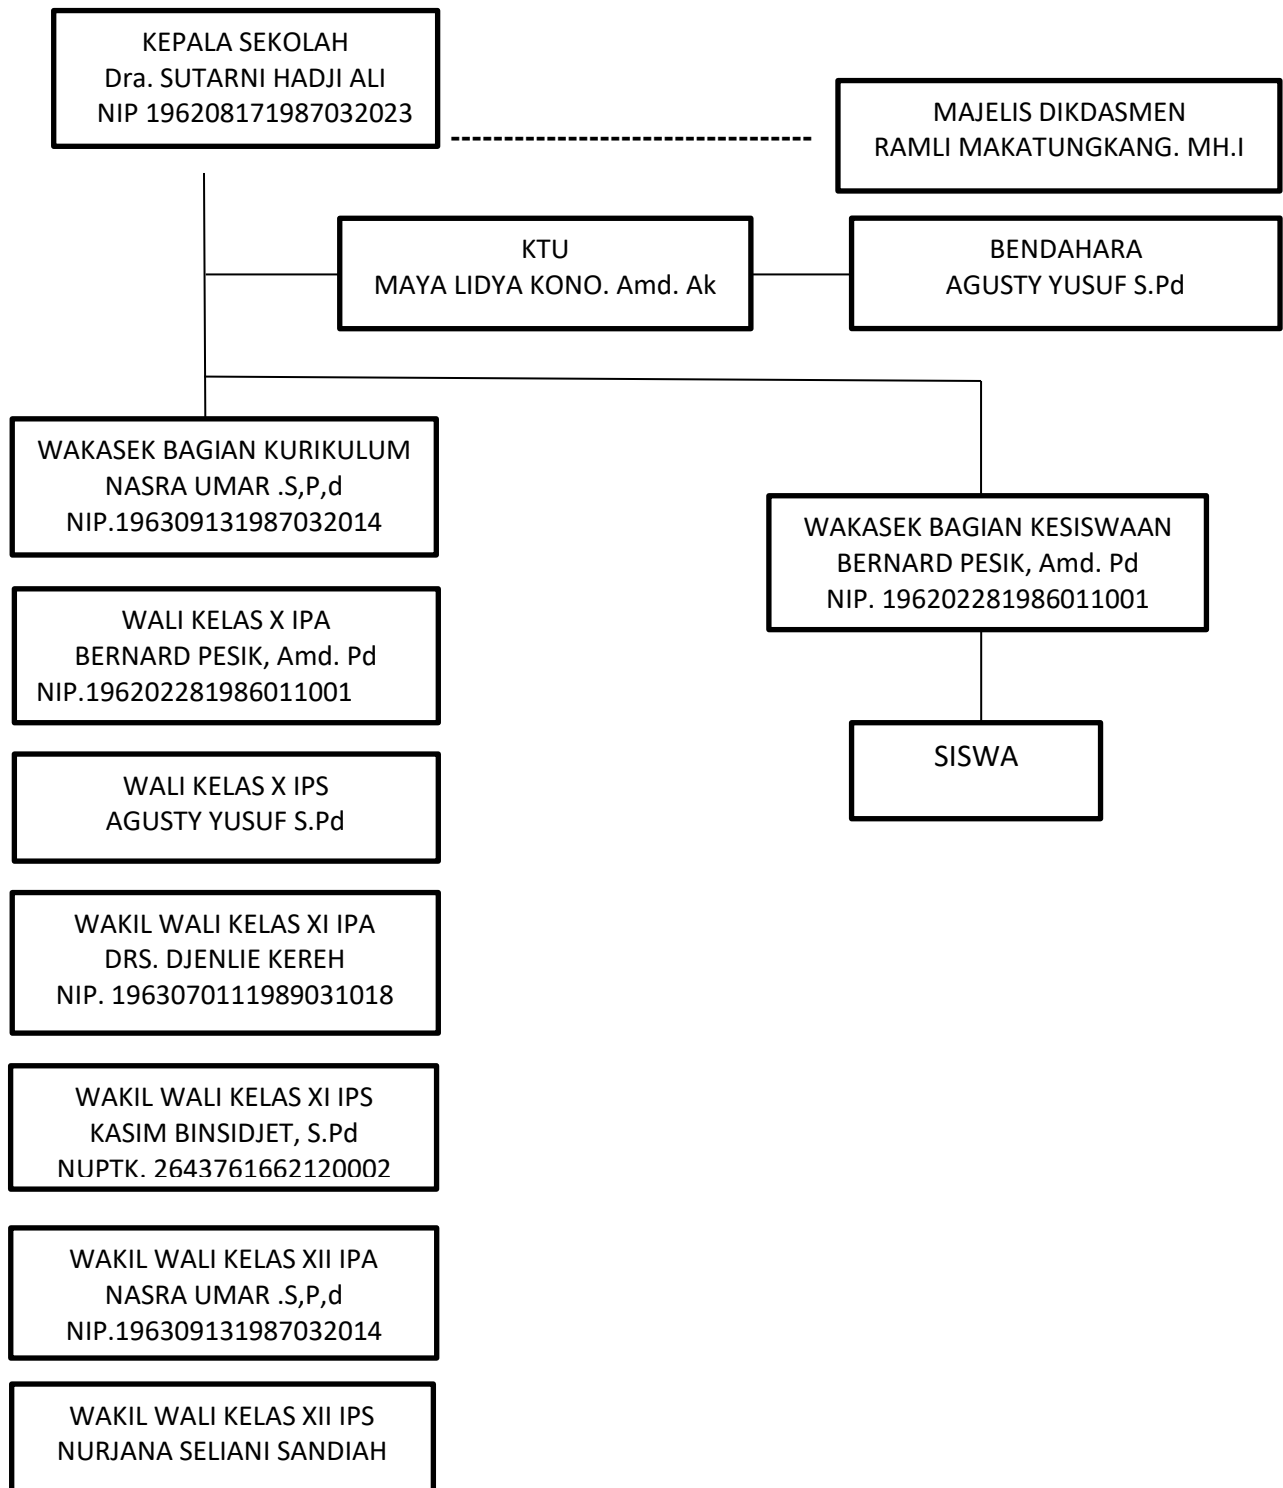 KEPALA SEKOLAH
Dra. SUTARNI HADJI ALI
NIP 196208171987032023
MAJELIS DIKDASMEN
RAMLI MAKATUNGKANG. MH.I
KTU
MAYA LIDYA KONO. Amd. Ak
BENDAHARA
AGUSTY YUSUF S.Pd
WAKASEK BAGIAN KURIKULUM
NASRA UMAR .S,P,d
NIP.196309131987032014
WAKASEK BAGIAN KESISWAAN
BERNARD PESIK, Amd. Pd
NIP. 196202281986011001
WALI KELAS X IPA
BERNARD PESIK, Amd. Pd
NIP.196202281986011001
SISWA
WALI KELAS X IPS
AGUSTY YUSUF S.Pd
WAKIL WALI KELAS XI IPA
DRS. DJENLIE KEREH
NIP. 1963070111989031018
WAKIL WALI KELAS XI IPS
KASIM BINSIDJET, S.Pd
NUPTK. 2643761662120002
WAKIL WALI KELAS XII IPA
NASRA UMAR .S,P,d
NIP.196309131987032014
WAKIL WALI KELAS XII IPS
NURJANA SELIANI SANDIAH